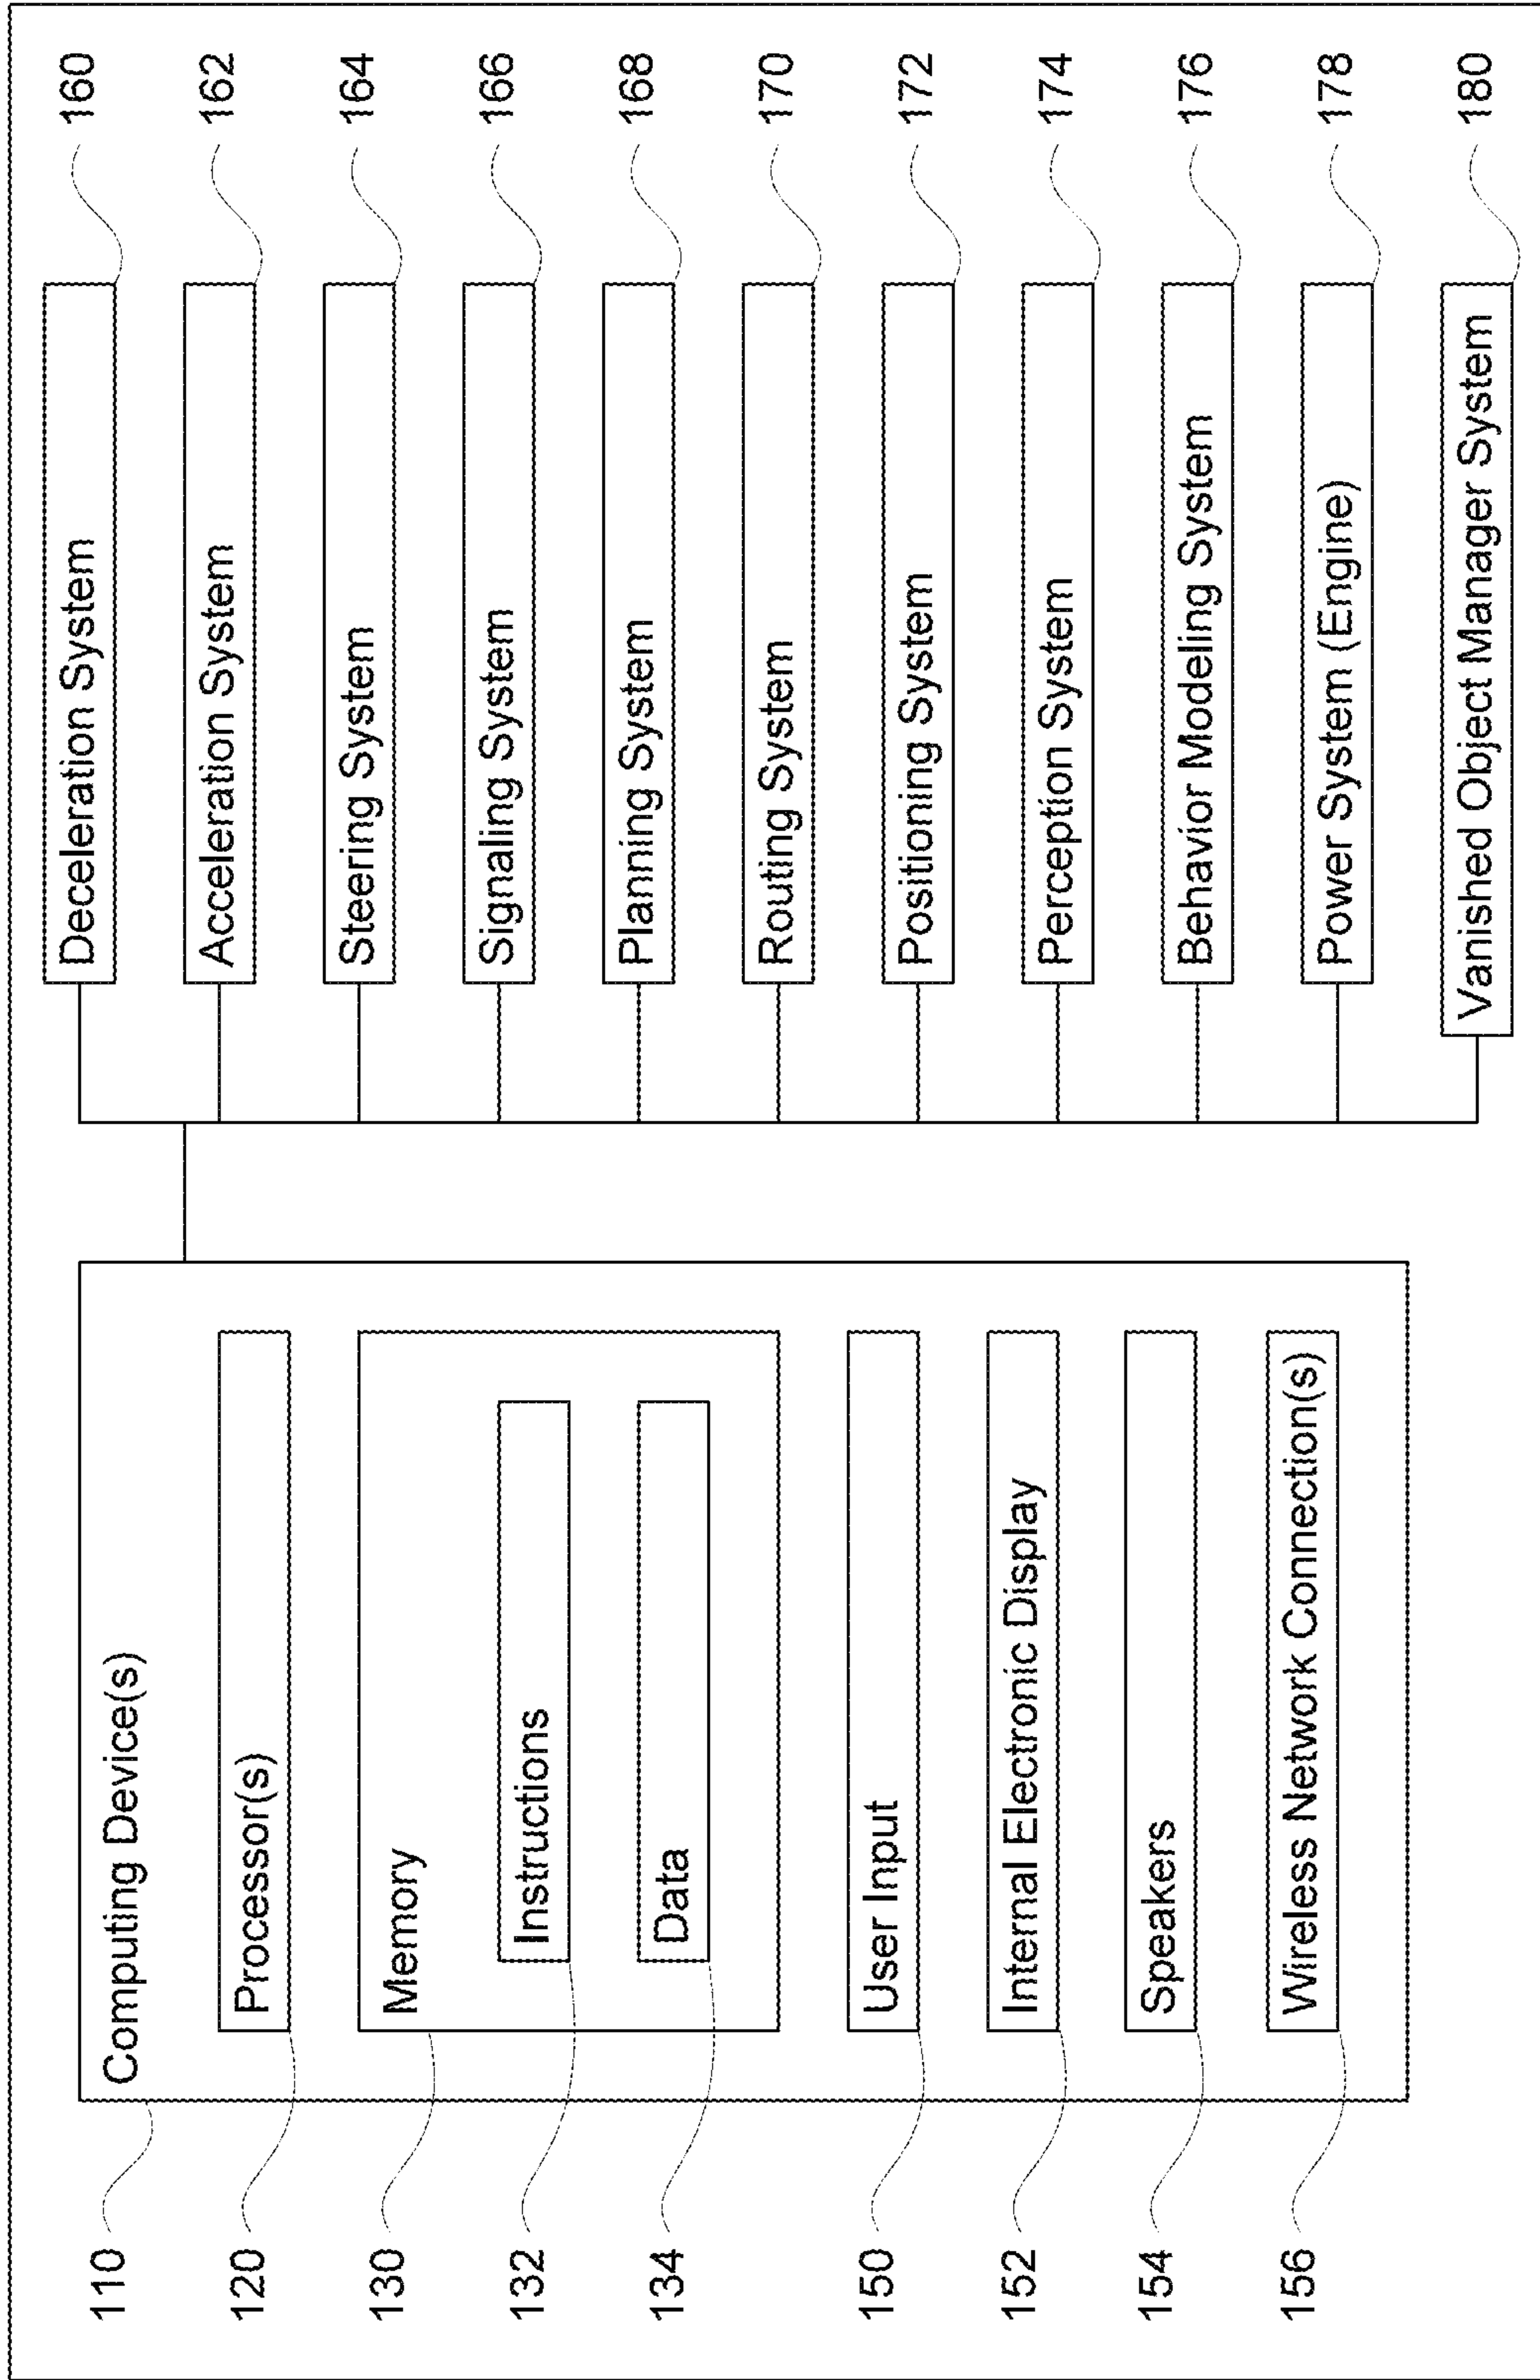 110
Computing Device(s)
120
Processor(s)
130
Memory
132
Instructions
134
Data
150
User Input
152
Internal Electronic Display
154
Speakers
156
Wireless Network Connection(s)
Deceleration System
160
Acceleration System
162
Steering System
164
Signaling System
166
Planning System
168
Routing System
170
Positioning System
172
Perception System
174
Behavior Modeling System
176
Power System (Engine)
178
Vanished Object Manager System
180